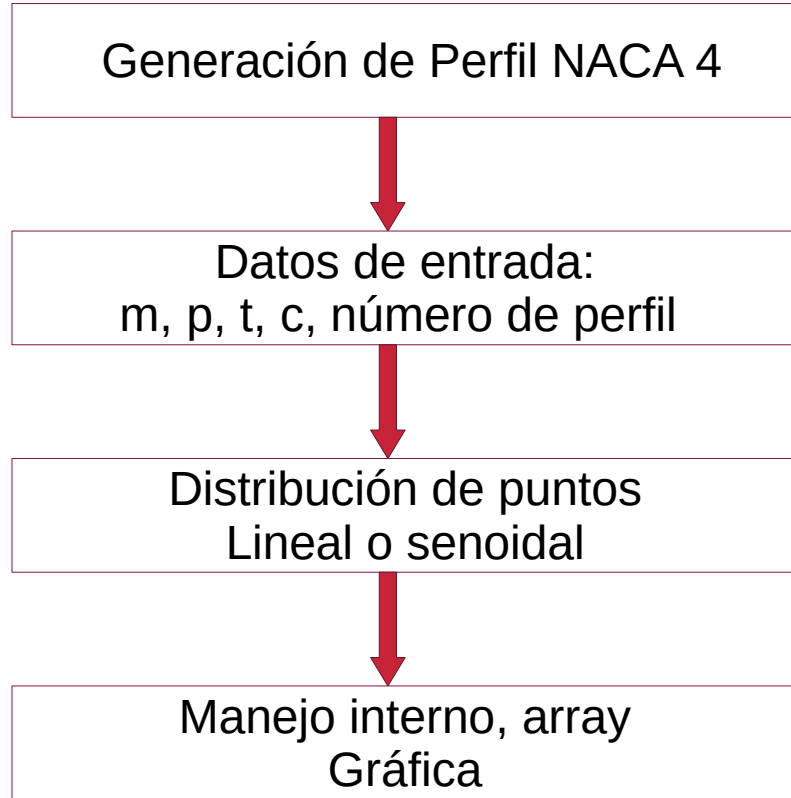 Generación de Perfil NACA 4
Datos de entrada:
m, p, t, c, número de perfil
Distribución de puntos
Lineal o senoidal
Manejo interno, array
Gráfica